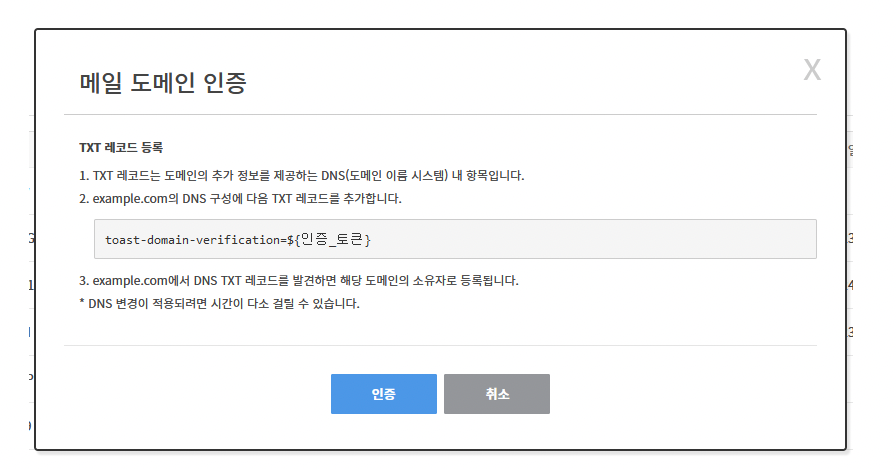 메일 도메인 인증
X
TXT 레코드 등록
1. TXT 레코드는 도메인의 추가 정보를 제공하는 DNS(도메인 이름 시스템) 내 항목입니다.
2. example.com의 DNS 구성에 다음 TXT 레코드를 추가합니다.
toast-domain-verification=${인증_토큰}
3. example.com에서 DNS TXT 레코드를 발견하면 해당 도메인의 소유자로 등록됩니다.
* DNS 변경이 적용되려면 시간이 다소 걸릴 수 있습니다.
인증
취소